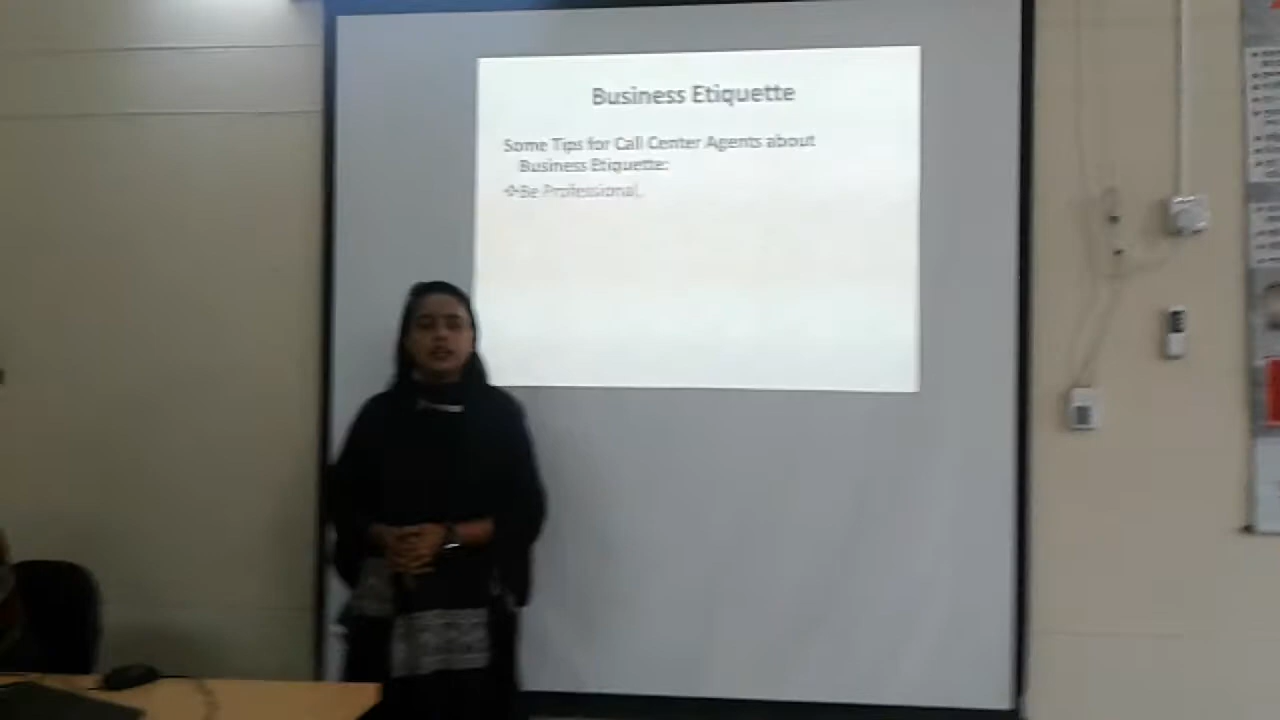 Business Etiquette
Some Tips for Call Center Agents about
Business Etiquette:
❖Be Professional.